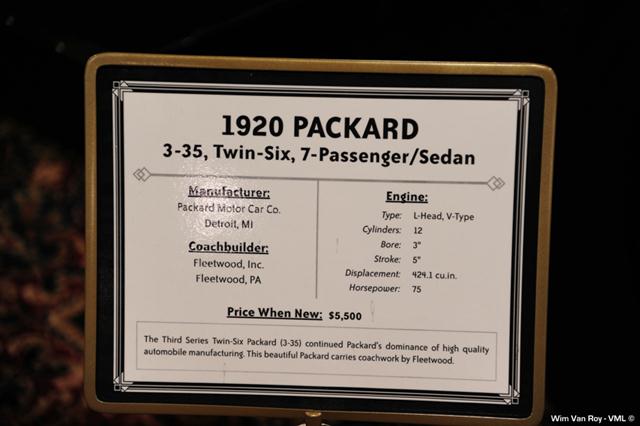 1920 PACKARD
3-35, Twin-Six, 7-Passenger/Sedan
Manufacturer:
Packard Motor Car Co.
Detroit, MI
Coachbuilder:
Fleetwood, Inc.
Fleetwood, PA
Engine:
Type: L-Head, V-Type
Cylinders: 12
Bore: 3"
Stroke: 5"
Displacement: 424.1 cu.in.
Horsepower: 75
Price When New: $5,500
The Third Series Twin-Six Packard (3-35) continued Packard's dominance of high quality
automobile manufacturing. This beautiful Packard carries coachwork by Fleetwood.
Wim Van Roy - VML ©